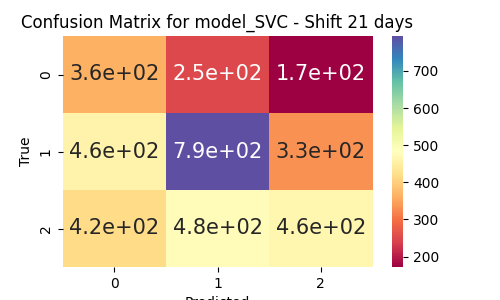 Confusion Matrix for model_SVC - Shift 21 days
0 3.6e+02 2.5e+02 1.7e+02
1 4.6e+02 7.9e+02 3.3e+02
2 4.2e+02 4.8e+02 4.6e+02
True
0 1 2
Predicted
700
600
500
400
300
200